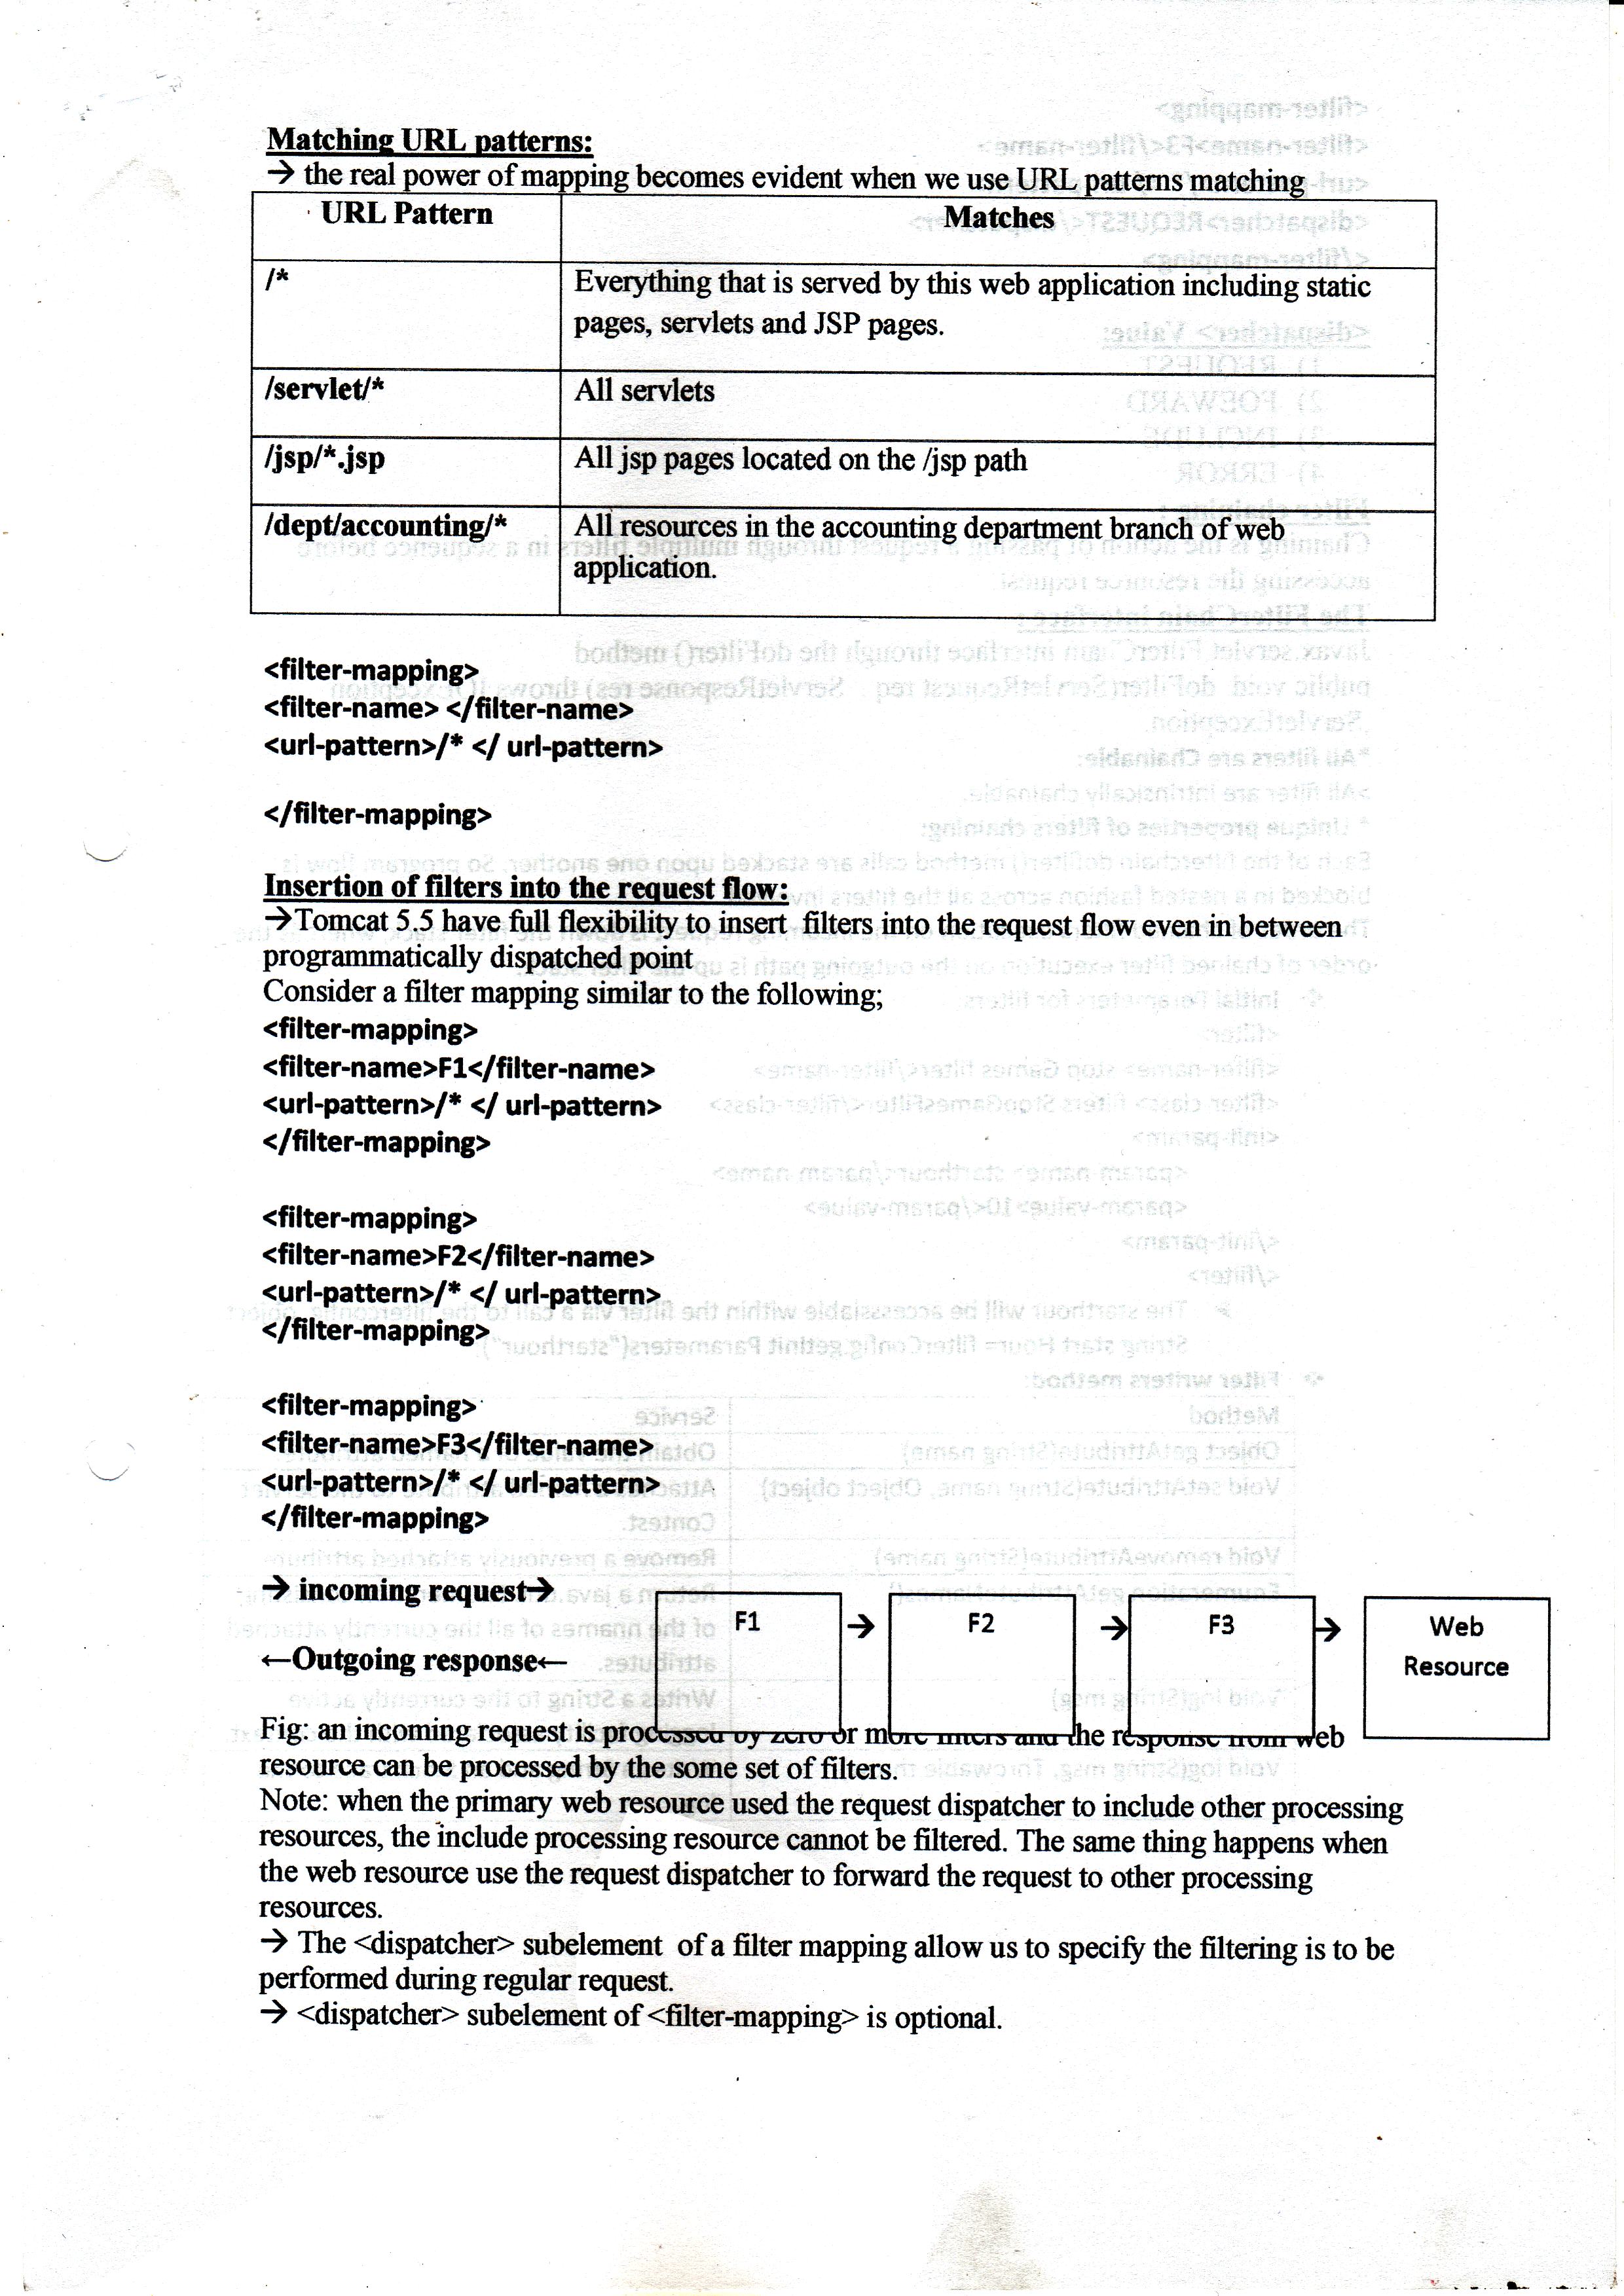 Matching URL patterns:
→ the real power of mapping becomes evident when we use URL patterns matching
URL Pattern Matches
/* Everything that is served by this web application including static
pages, servlets and JSP pages.
/servlet/* All servlets
/jsp/*.jsp All jsp pages located on the /jsp path
/dept/accounting/* All resources in the accounting department branch of web
application.
<filter-mapping>
<filter-name> </filter-name>
<url-pattern>/* </ url-pattern>
</filter-mapping>
Insertion of filters into the request flow:
→Tomcat 5.5 have full flexibility to insert filters into the request flow even in between
programmatically dispatched point
Consider a filter mapping similar to the following;
<filter-mapping>
<filter-name>F1</filter-name>
<url-pattern>/* </ url-pattern>
</filter-mapping>
<filter-mapping>
<filter-name>F2</filter-name>
<url-pattern>/* </ url-pattern>
</filter-mapping>
<filter-mapping>
<filter-name>F3</filter-name>
<url-pattern>/* </ url-pattern>
</filter-mapping>
→ incoming request→
F1 → F2 → F3 → Web
Resource
←Outgoing response←
Fig: an incoming request is processed by zero or more filters and the response from web
resource can be processed by the some set of filters.
Note: when the primary web resource used the request dispatcher to include other processing
resources, the include processing resource cannot be filtered. The same thing happens when
the web resource use the request dispatcher to forward the request to other processing
resources.
→ The <dispatcher> subelement of a filter mapping allow us to specify the filtering is to be
performed during regular request.
→ <dispatcher> subelement of <filter-mapping> is optional.